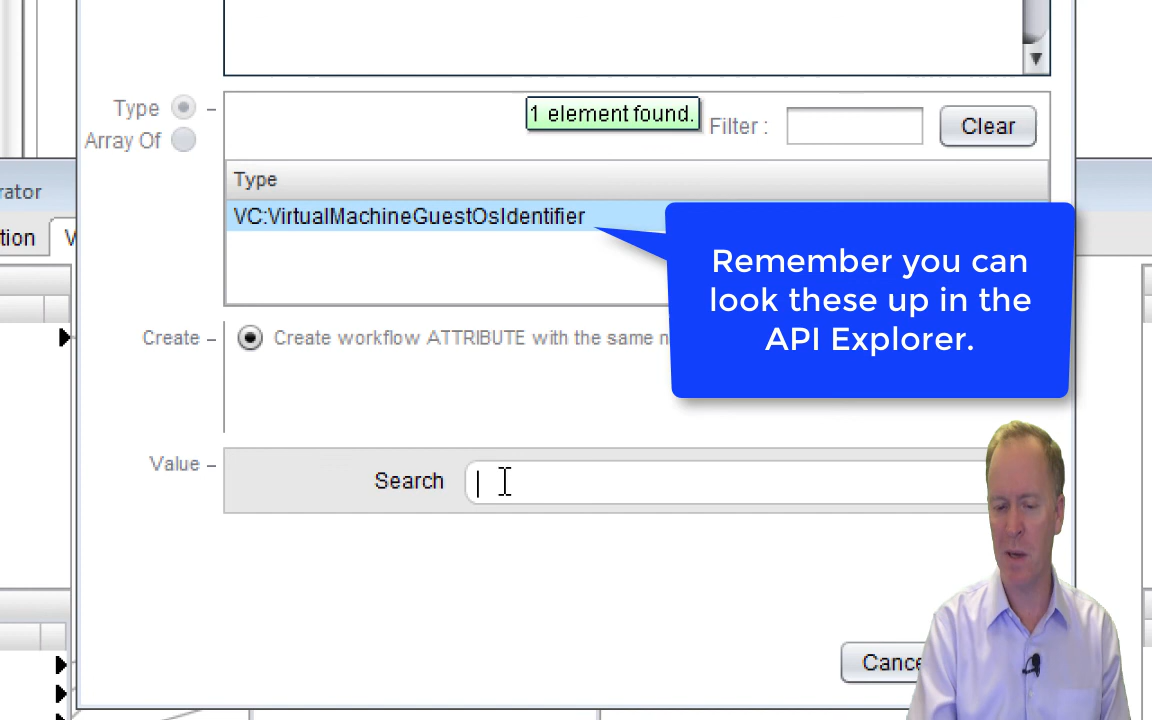 Type
1 element found.
Filter :
Clear
Array Of
Type
rator
VC:VirtualMachineGuestOsIdentifier
tion
Remember you can
look these up in the
API Explorer.
Create
Create workflow ATTRIBUTE with the same n
Value
Search
Cance